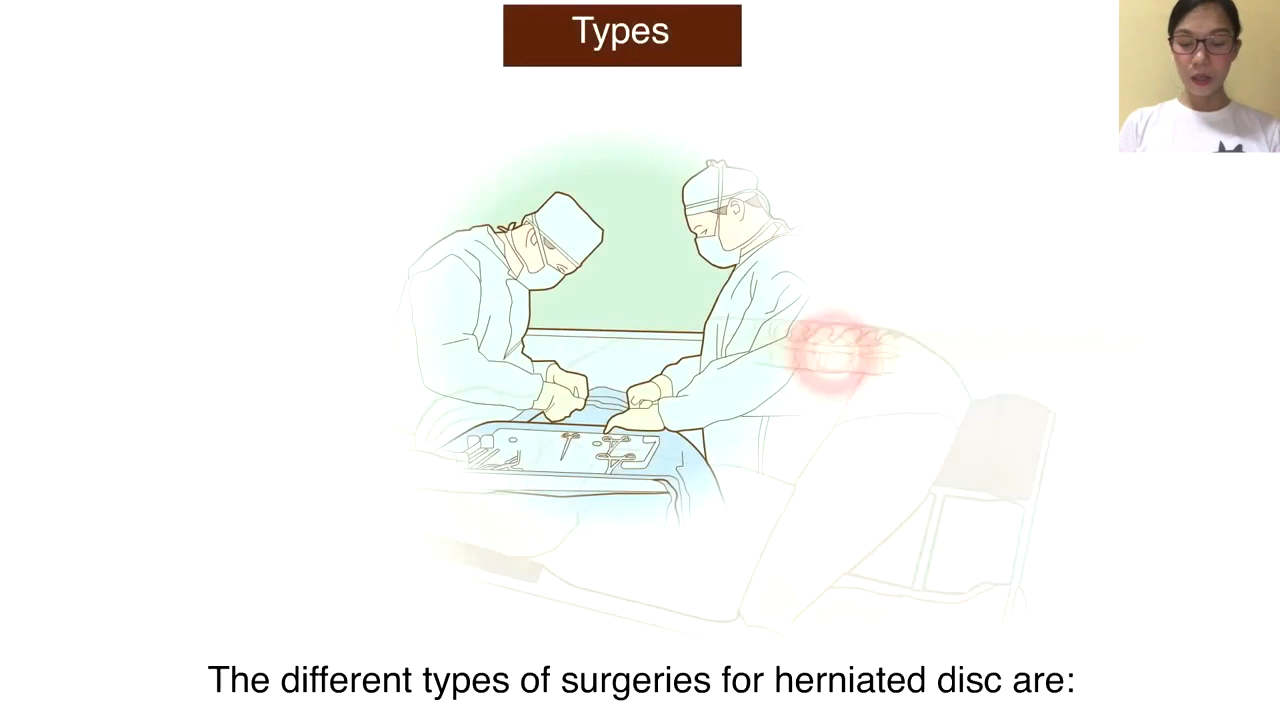 Types
The different types of surgeries for herniated disc are: